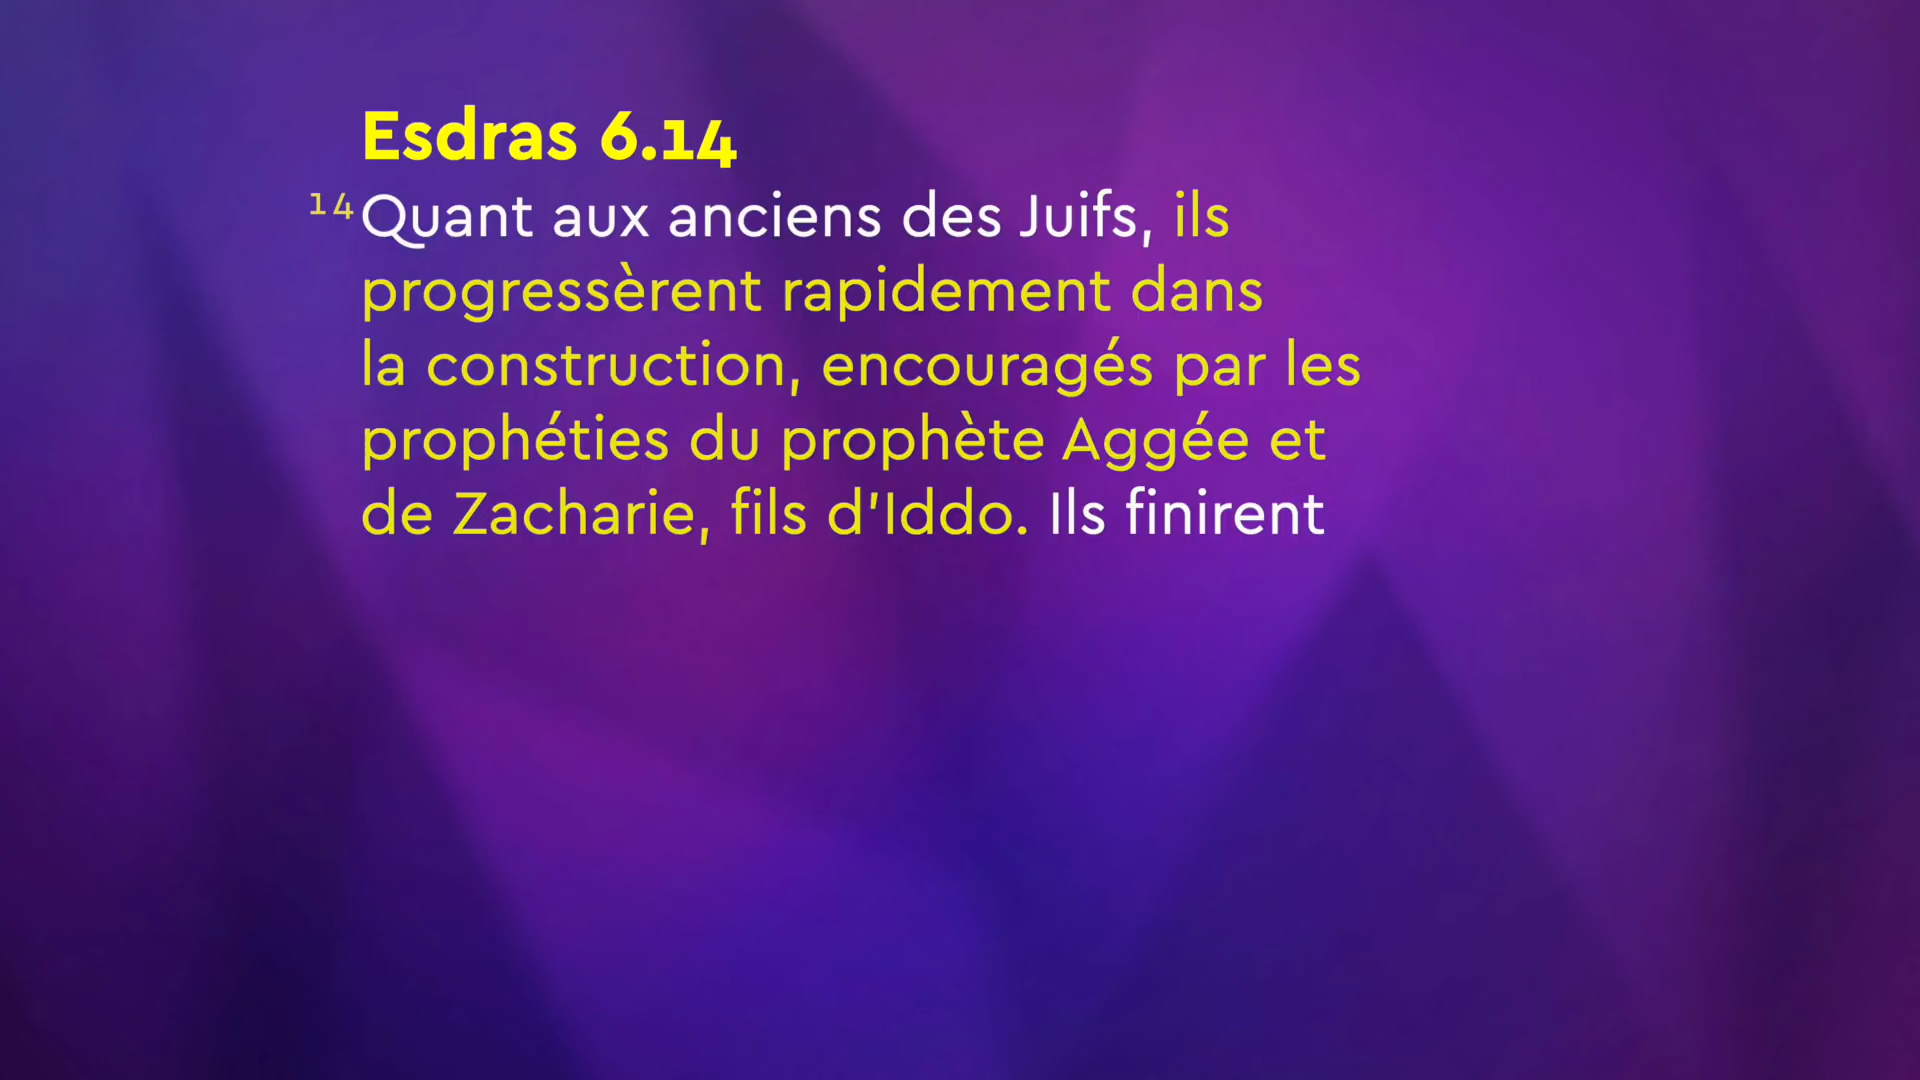 Esdras 6.14
14 Quant aux anciens des Juifs, ils
progressèrent rapidement dans
la construction, encouragés par les
prophéties du prophète Aggée et
de Zacharie, fils d'Iddo. Ils finirent